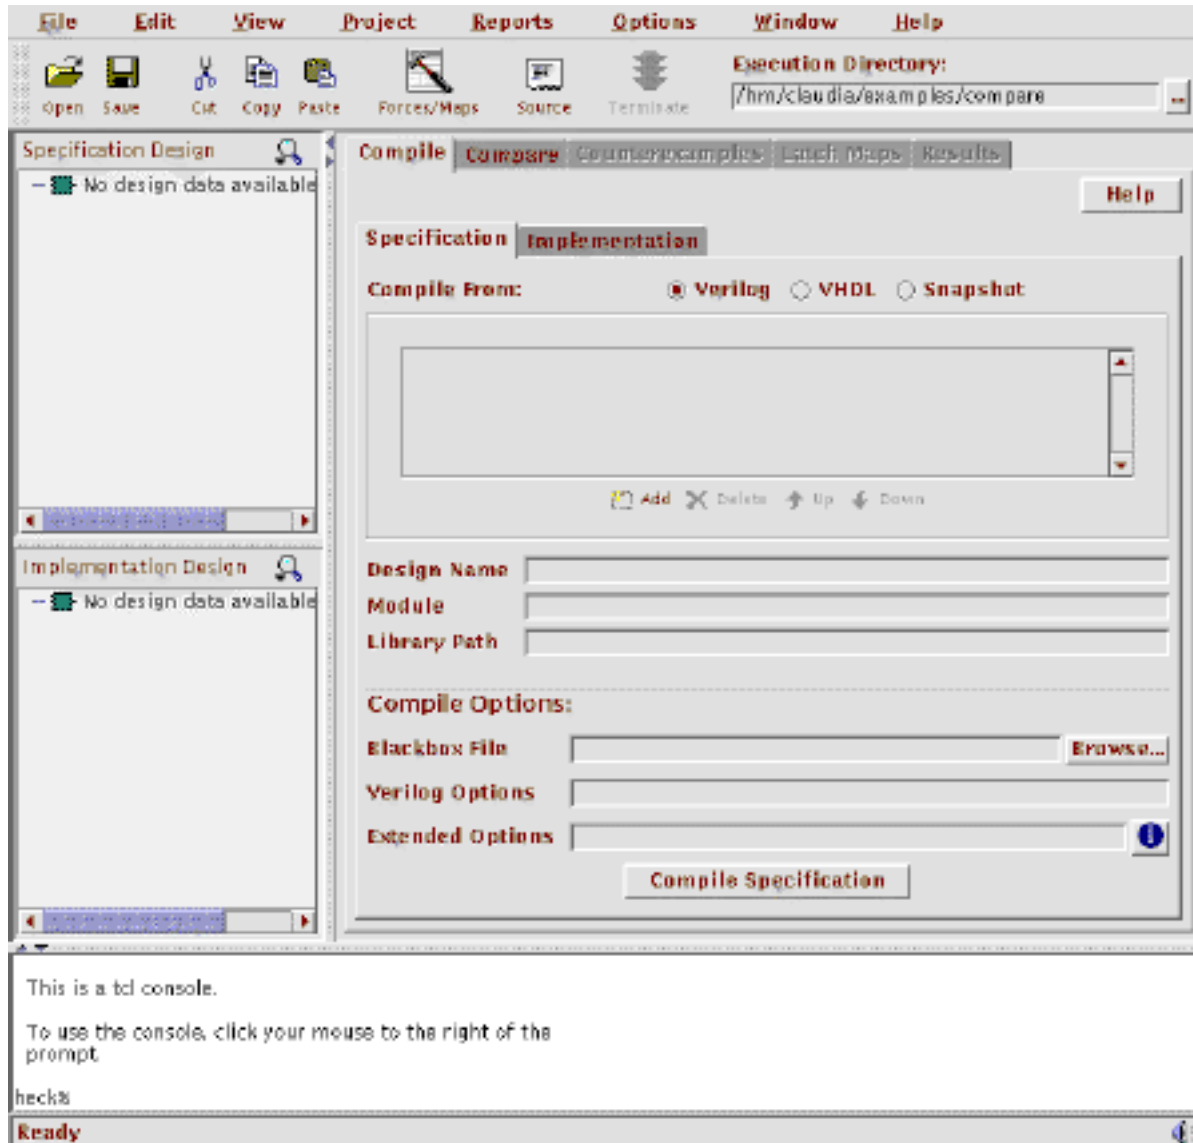 File Edit View Project Reports Options Window Help
Execution Directory:
Open Save Cut Copy Paste Forces/Maps Source Terminate
/hm/claudia/examples/compare ...
Specification Design
No design data available
Compile Compare Counterexamples Latch Maps Results
Help
Specification Implementation
Compile From: Verilog VHDL Snapshot
Add Delete Up Down
Implementation Design
No design data available
Design Name
Module
Library Path
Compile Options:
Blackbox File Browse...
Verilog Options
Extended Options i
Compile Specification
This is a tcl console.
To use the console, click your mouse to the right of the
prompt.
heck%
Ready